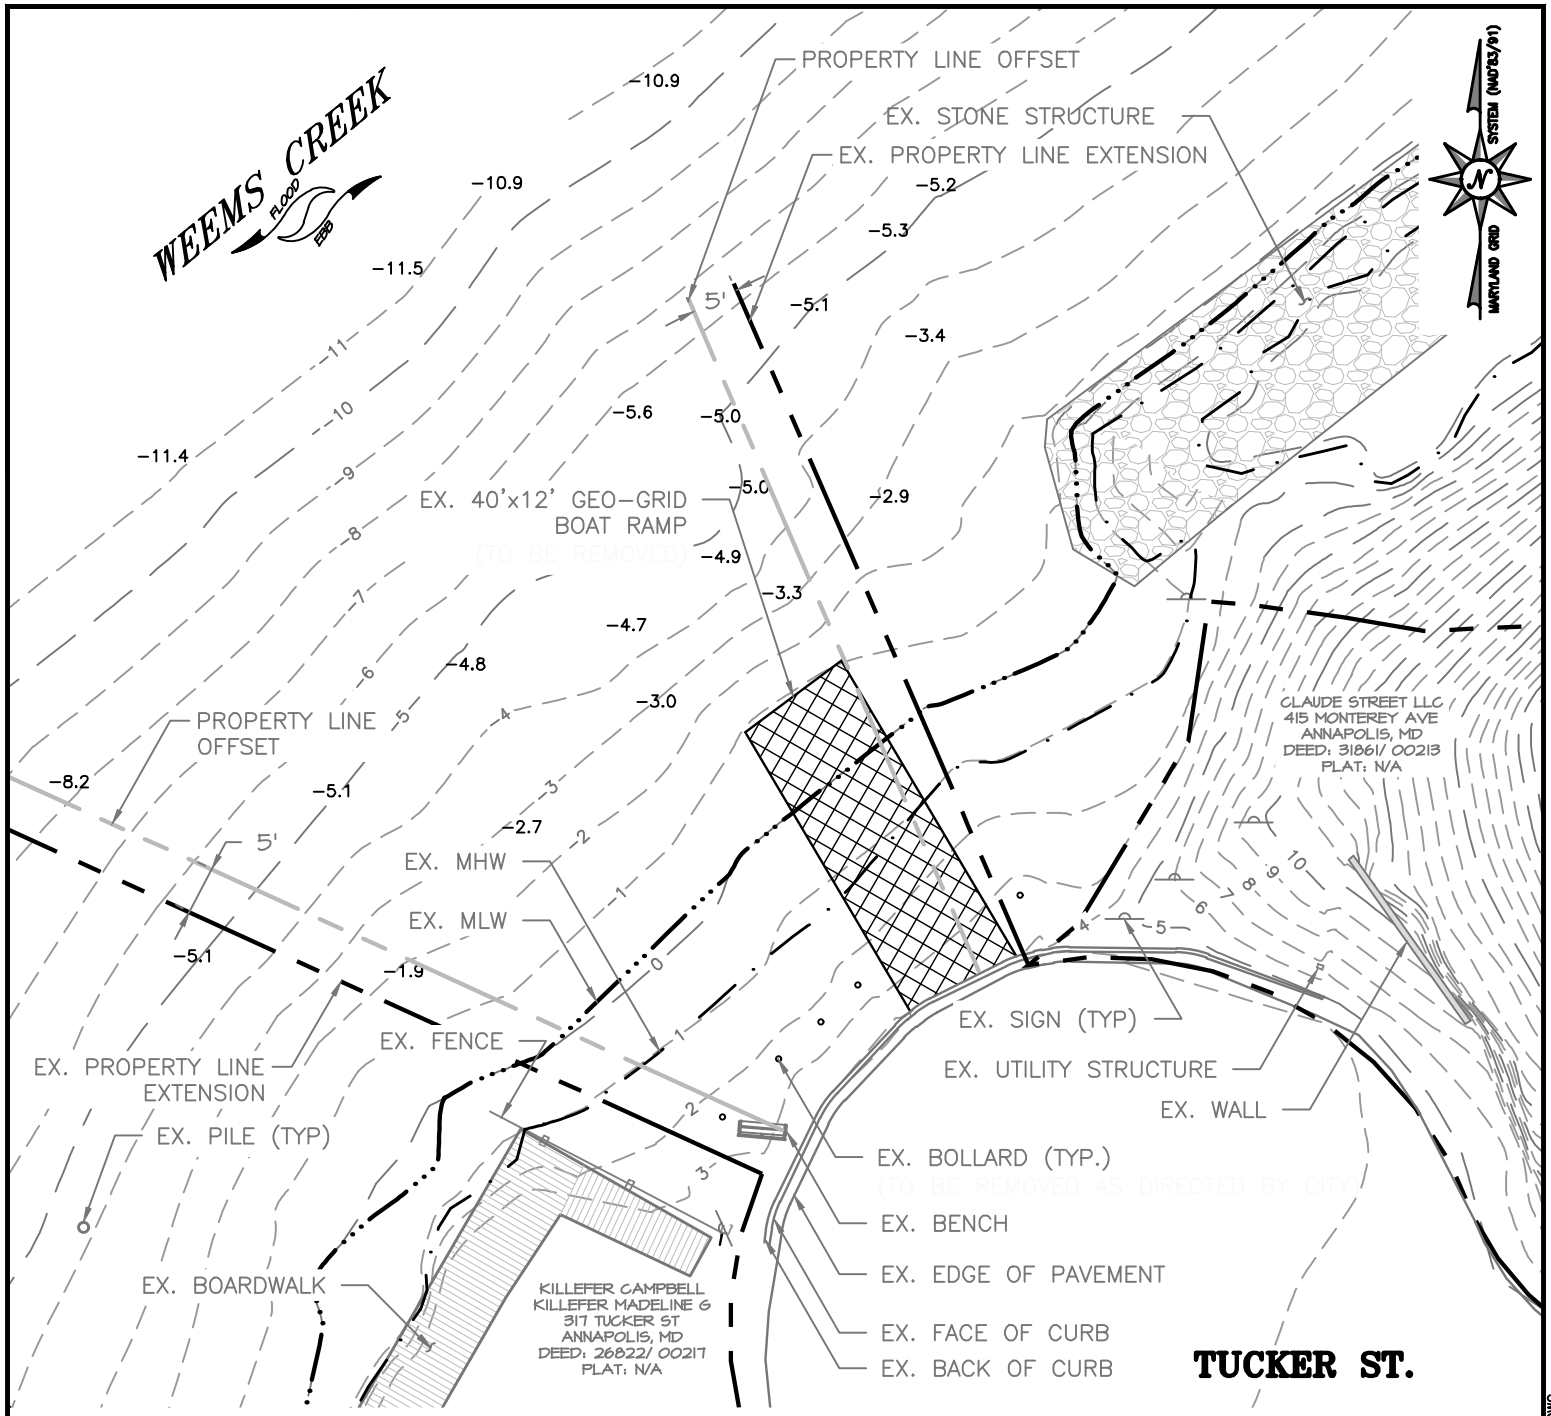 PROPERTY LINE OFFSET
EX. STONE STRUCTURE
EX. PROPERTY LINE EXTENSION
SYSTEM (NAD'83/91)
N
MARYLAND GRID
WEEMS CREEK
FLOOD
EBB
-10.9
-10.9
-5.2
-5.3
-11.5
5'
-5.1
-3.4
-11
-10
-5.6
-5.0
-11.4
-9
-5.0
-2.9
EX. 40'x12' GEO-GRID
BOAT RAMP
(TO BE REMOVED)
-8
-4.9
-3.3
-7
-4.7
-6
-4.8
-3.0
-5
-4
PROPERTY LINE
OFFSET
CLAUDE STREET LLC
415 MONTEREY AVE
ANNAPOLIS, MD
DEED: 31861/ 00213
PLAT: N/A
-8.2
-5.1
-3
-2.7
-2
5'
EX. MHW
-1
EX. MLW
10
9
8
7
6
-5
4
-5.1
-1.9
0
EX. SIGN (TYP)
EX. FENCE
1
EX. PROPERTY LINE
EXTENSION
EX. UTILITY STRUCTURE
EX. WALL
2
EX. PILE (TYP)
3
EX. BOLLARD (TYP.)
(TO BE REMOVED AS DIRECTED BY CITY)
EX. BENCH
EX. BOARDWALK
EX. EDGE OF PAVEMENT
KILLEFER CAMPBELL
KILLEFER MADELINE G
317 TUCKER ST
ANNAPOLIS, MD
DEED: 26822/ 00217
PLAT: N/A
EX. FACE OF CURB
EX. BACK OF CURB
TUCKER ST.